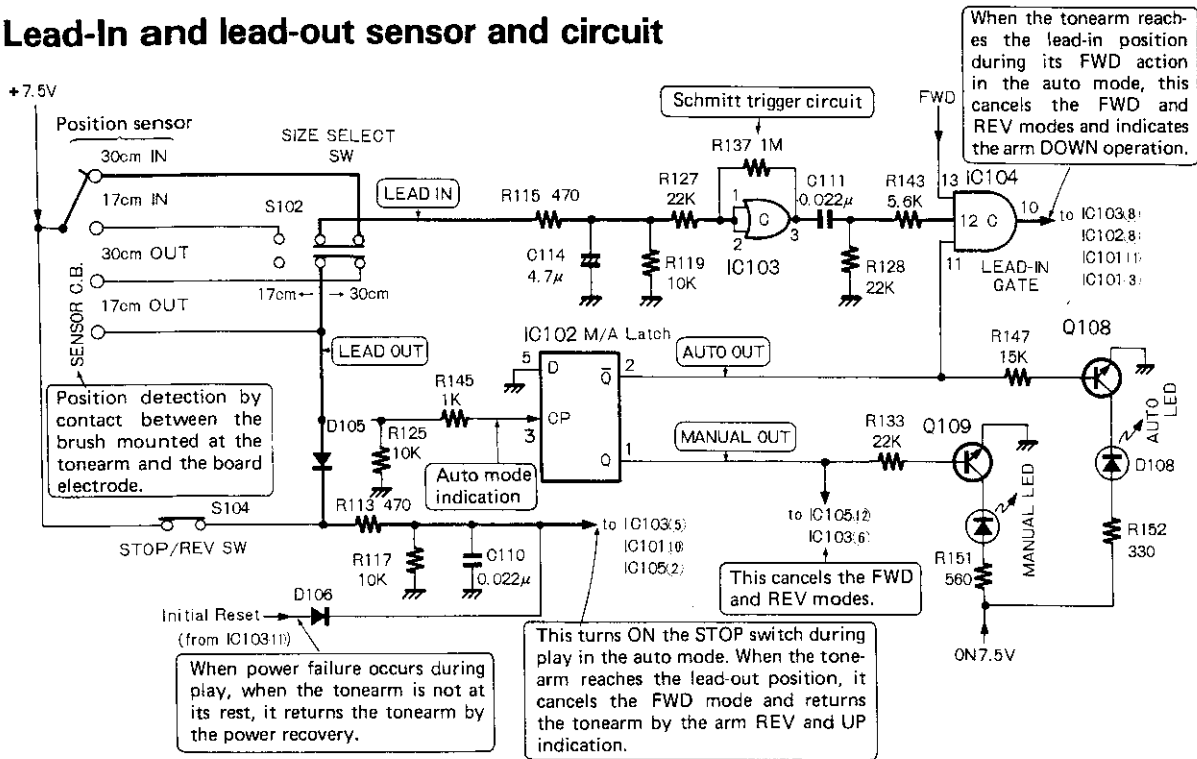 Lead-In and lead-out sensor and circuit
When the tonearm reach-
es the lead-in position
during its FWD action
in the auto mode, this
cancels the FWD and
REV modes and indicates
the arm DOWN operation.
+7.5V
Position sensor
30cm IN
17cm IN
30cm OUT
17cm OUT
SENSOR C.B.
SIZE SELECT
SW
S102
17cm ← → 30cm
LEAD IN
R115 470
C114
4.7μ
R119
10K
R127
22K
Schmitt trigger circuit
R137 1M
1
2
C
3
IC103
C111
0.022μ
R128
22K
R143
5.6K
FWD
13
IC104
12 C
10
11
LEAD-IN
GATE
to IC103(8)
IC102(8)
IC101(1)
IC101(3)
LEAD OUT
Position detection by
contact between the
brush mounted at the
tonearm and the board
electrode.
D105
R125
10K
R145
1K
Auto mode
indication
IC102 M/A Latch
5
D
Q̅
2
CP
3
Q
1
AUTO OUT
MANUAL OUT
R147
15K
Q108
AUTO LED
D108
R152
330
R133
22K
Q109
MANUAL LED
R151
560
ON7.5V
to IC105(12)
IC103(6)
This cancels the FWD
and REV modes.
S104
STOP/REV SW
R113 470
R117
10K
C110
0.022μ
to IC103(5)
IC101(10)
IC105(2)
D106
Initial Reset
(from IC103(11))
When power failure occurs during
play, when the tonearm is not at
its rest, it returns the tonearm by
the power recovery.
This turns ON the STOP switch during
play in the auto mode. When the tone-
arm reaches the lead-out position, it
cancels the FWD mode and returns
the tonearm by the arm REV and UP
indication.